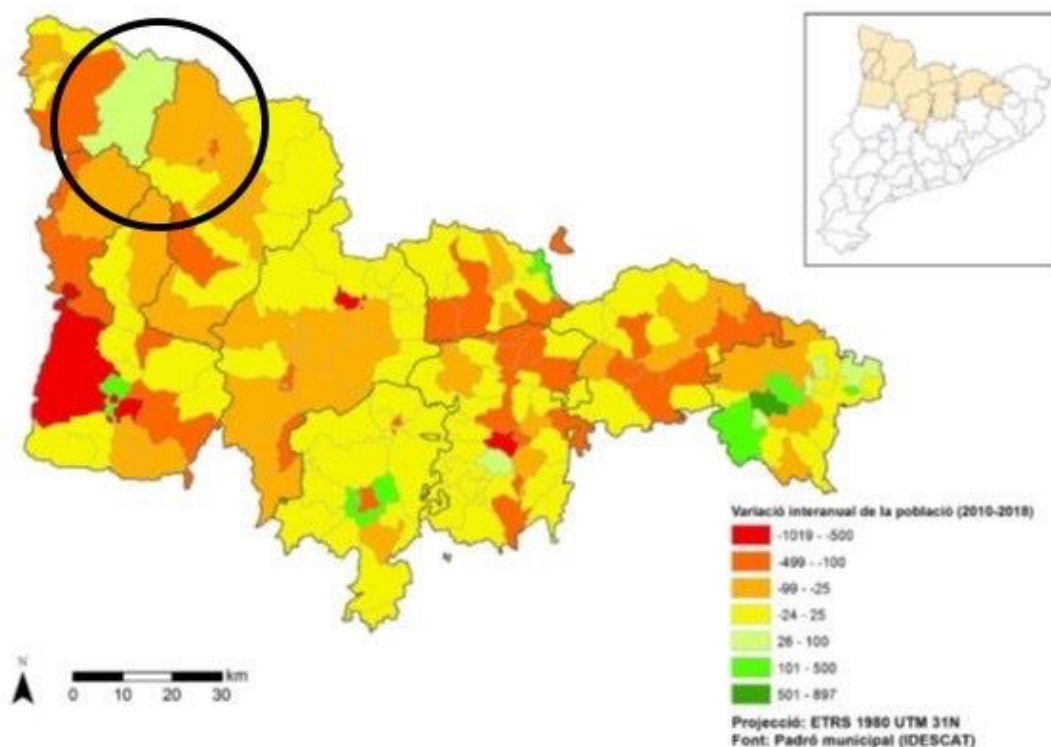 Variació interanual de la població (2010-2018)
-1019 - -500
-499 - -100
-99 - -25
-24 - 25
26 - 100
101 - 500
501 - 897
N
km
0 10 20 30
Projecció: ETRS 1980 UTM 31N
Font: Padró municipal (IDESCAT)